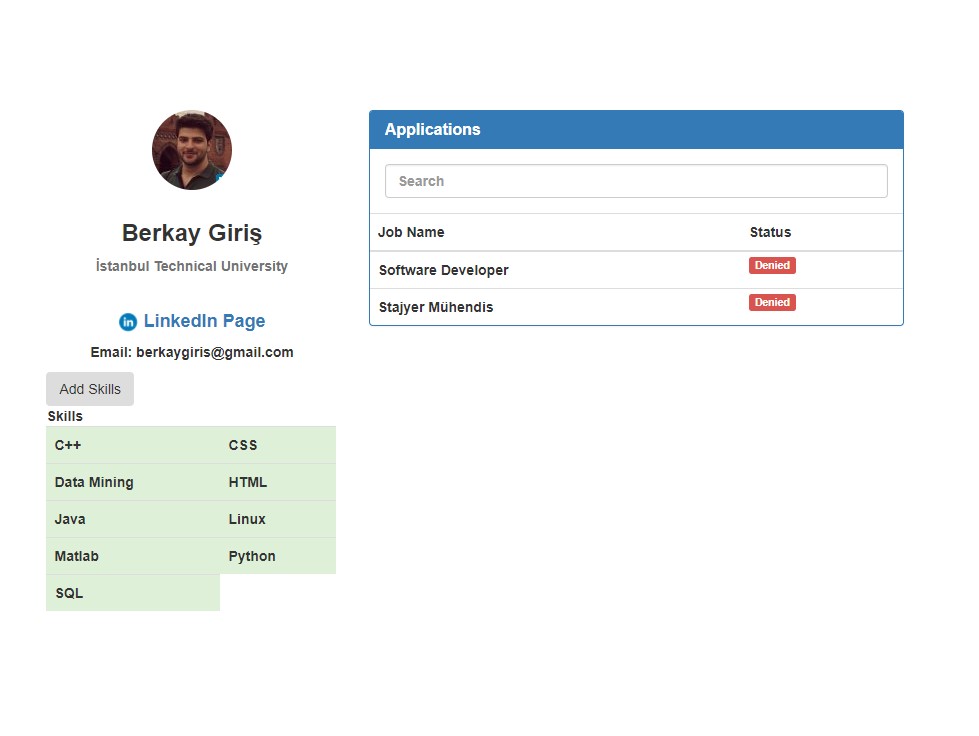 Berkay Giriş
İstanbul Technical University
in LinkedIn Page
Email: berkaygiris@gmail.com
Add Skills
Skills
C++ CSS
Data Mining HTML
Java Linux
Matlab Python
SQL
Applications
Search
Job Name Status
Software Developer Denied
Stajyer Mühendis Denied